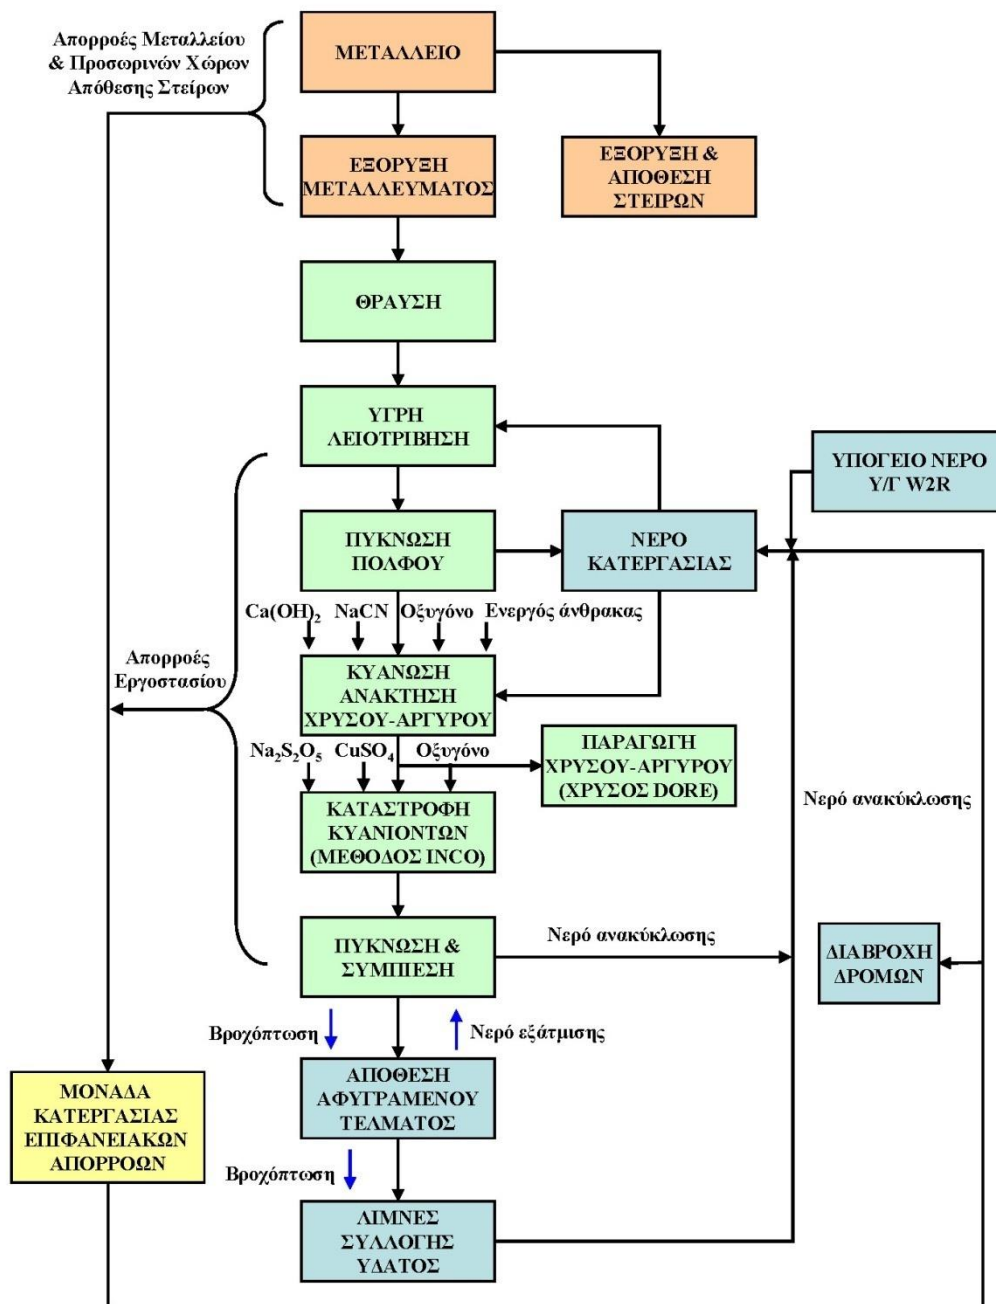 Απορροές Μεταλλείου
& Προσωρινών Χώρων
Απόθεσης Στείρων
ΜΕΤΑΛΛΕΙΟ
ΕΞΟΡΥΞΗ
ΜΕΤΑΛΛΕΥΜΑΤΟΣ
ΕΞΟΡΥΞΗ &
ΑΠΟΘΕΣΗ
ΣΤΕΙΡΩΝ
ΘΡΑΥΣΗ
ΥΓΡΗ
ΛΕΙΟΤΡΙΒΗΣΗ
ΥΠΟΓΕΙΟ ΝΕΡΟ
Υ/Γ W2R
ΠΥΚΝΩΣΗ
ΠΟΛΦΟΥ
ΝΕΡΟ
ΚΑΤΕΡΓΑΣΙΑΣ
Ca(OH)₂ NaCN Οξυγόνο Ενεργός άνθρακας
Απορροές
Εργοστασίου
ΚΥΑΝΩΣΗ
ΑΝΑΚΤΗΣΗ
ΧΡΥΣΟΥ-ΑΡΓΥΡΟΥ
Na₂S₂O₅ CuSO₄ Οξυγόνο
ΠΑΡΑΓΩΓΗ
ΧΡΥΣΟΥ-ΑΡΓΥΡΟΥ
(ΧΡΥΣΟΣ DORE)
Νερό ανακύκλωσης
ΚΑΤΑΣΤΡΟΦΗ
ΚΥΑΝΙΟΝΤΩΝ
(ΜΕΘΟΔΟΣ INCO)
ΠΥΚΝΩΣΗ &
ΣΥΜΠΙΕΣΗ
Νερό ανακύκλωσης
ΔΙΑΒΡΟΧΗ
ΔΡΟΜΩΝ
Βροχόπτωση
Νερό εξάτμισης
ΑΠΟΘΕΣΗ
ΑΦΥΓΡΑΜΕΝΟΥ
ΤΕΛΜΑΤΟΣ
ΜΟΝΑΔΑ
ΚΑΤΕΡΓΑΣΙΑΣ
ΕΠΙΦΑΝΕΙΑΚΩΝ
ΑΠΟΡΡΟΩΝ
Βροχόπτωση
ΛΙΜΝΕΣ
ΣΥΛΛΟΓΗΣ
ΥΔΑΤΟΣ